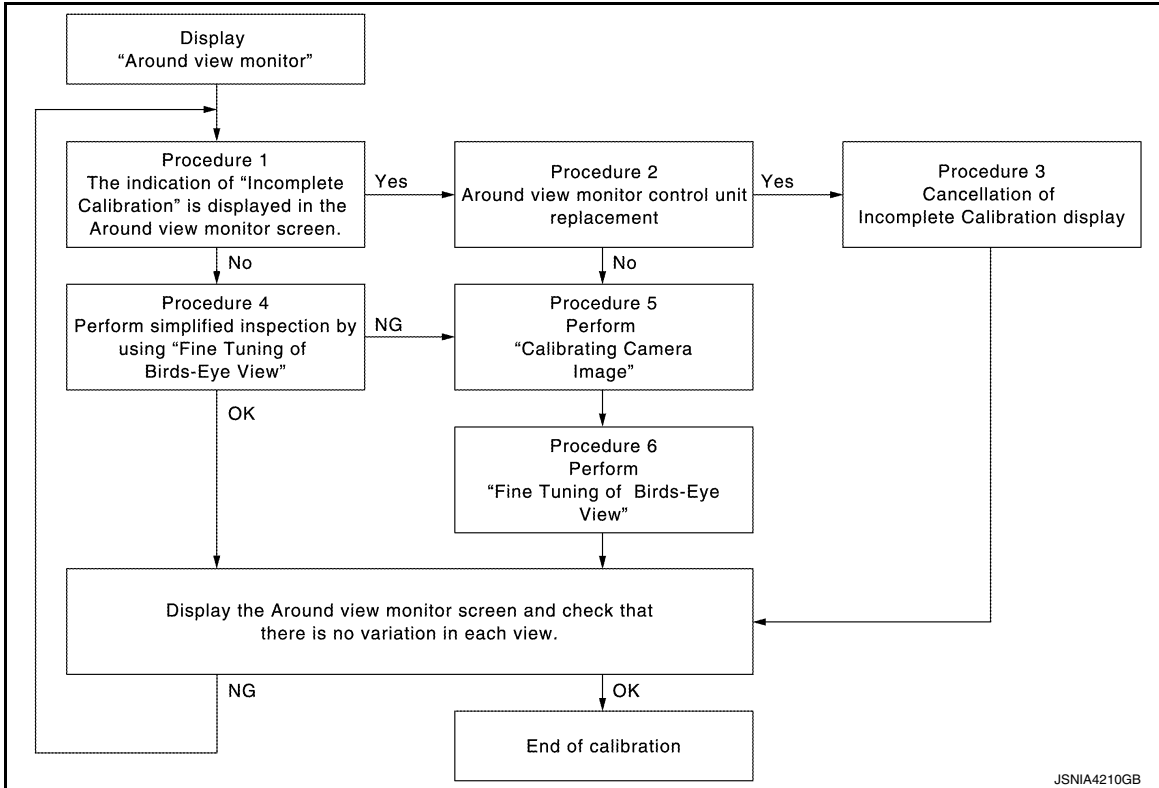 Display
“Around view monitor”
Procedure 1
The indication of “Incomplete
Calibration” is displayed in the
Around view monitor screen.
Yes
Procedure 2
Around view monitor control unit
replacement
Yes
Procedure 3
Cancellation of
Incomplete Calibration display
No
No
Procedure 4
Perform simplified inspection by
using “Fine Tuning of
Birds-Eye View”
NG
Procedure 5
Perform
“Calibrating Camera
Image”
OK
Procedure 6
Perform
“Fine Tuning of Birds-Eye
View”
Display the Around view monitor screen and check that
there is no variation in each view.
NG
OK
End of calibration
JSNIA4210GB